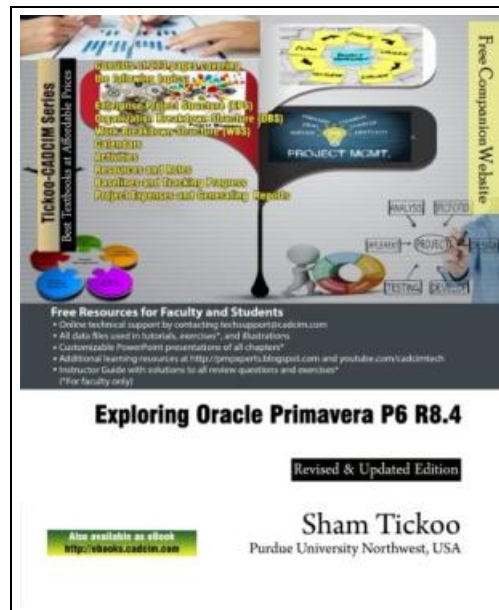 Tickoo-CADCIM Series
Best Textbooks at Affordable Prices
Free Companion Website
the following topics:
Enterprise Project Structure (EPS)
Organization Breakdown Structure (OBS)
Work Breakdown Structure (WBS)
Calendars
Activities
Resources and Roles
Baselines and Tracking Progress
Project Expenses and Generating Reports
PROJECT MGMT.
ANALYSIS
PROJECT
DESIGN
TESTING
DEVELOP
Free Resources for Faculty and Students
• Online technical support by contacting techsupport@cadcim.com
• All data files used in tutorials, exercises*, and illustrations
• Customizable PowerPoint presentations of all chapters*
• Additional learning resources at http://pmpexperts.blogspot.com and youtube.com/cadcimtech
• Instructor Guide with solutions to all review questions and exercises*
(*For faculty only)
Exploring Oracle Primavera P6 R8.4
Revised & Updated Edition
Sham Tickoo
Purdue University Northwest, USA
Also available as eBook
http://ebooks.cadcim.com